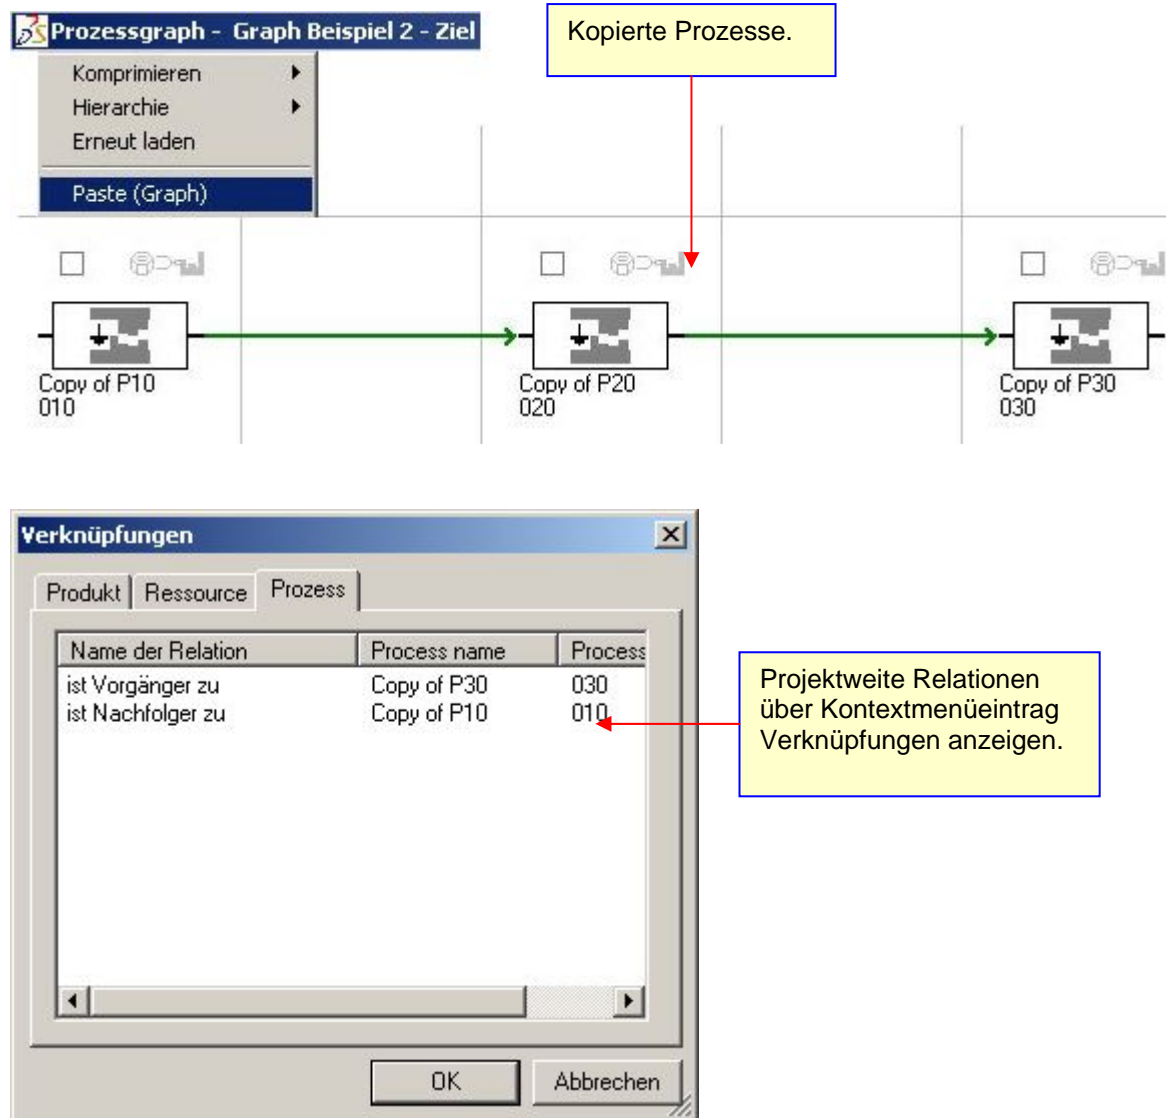 Prozessgraph - Graph Beispiel 2 - Ziel
Kopierte Prozesse.
Komprimieren
Hierarchie
Erneut laden
Paste (Graph)
Copy of P10
010
Copy of P20
020
Copy of P30
030
Verknüpfungen
Produkt Ressource Prozess
Name der Relation Process name Process
ist Vorgänger zu Copy of P30 030
ist Nachfolger zu Copy of P10 010
Projektweite Relationen
über Kontextmenüeintrag
Verknüpfungen anzeigen.
OK Abbrechen